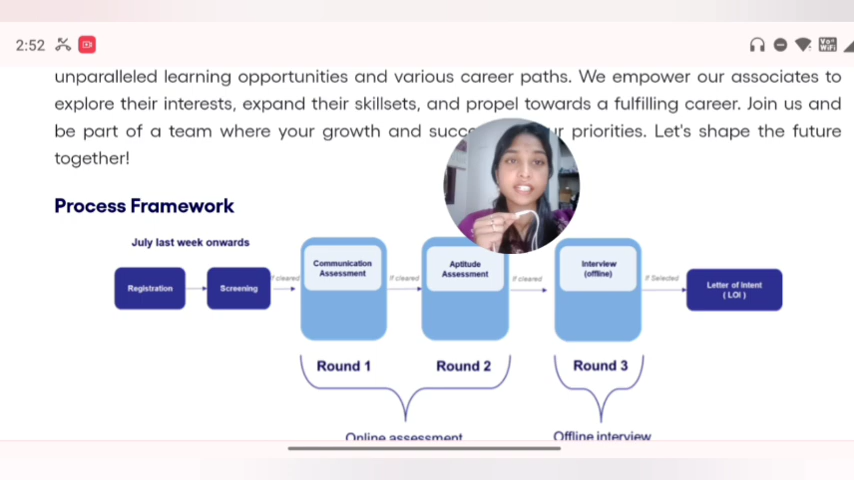 2:52
Vo WiFi
unparalleled learning opportunities and various career paths. We empower our associates to
explore their interests, expand their skillsets, and propel towards a fulfilling career. Join us and
be part of a team where your growth and priorities. Let's shape the future
together!
Process Framework
July last week onwards
Registration
Screening
if cleared
Communication
Assessment
If cleared
Aptitude
Assessment
If cleared
Interview
(offline)
If Selected
Letter of Intent
( LOI )
Round 1
Round 2
Round 3
Online assessment
Offline interview